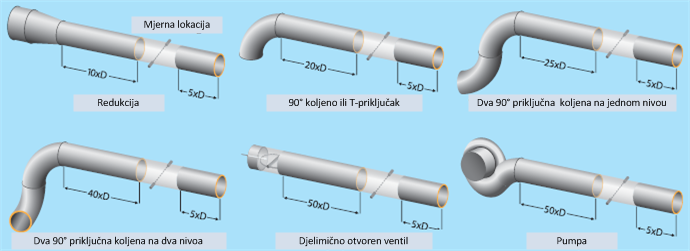 Mjerna lokacija
10xD
5xD
Redukcija
20xD
5xD
90° koljeno ili T-priključak
25xD
5xD
Dva 90° priključna koljena na jednom nivou
40xD
5xD
Dva 90° priključna koljena na dva nivoa
50xD
5xD
Djelimično otvoren ventil
50xD
5xD
Pumpa